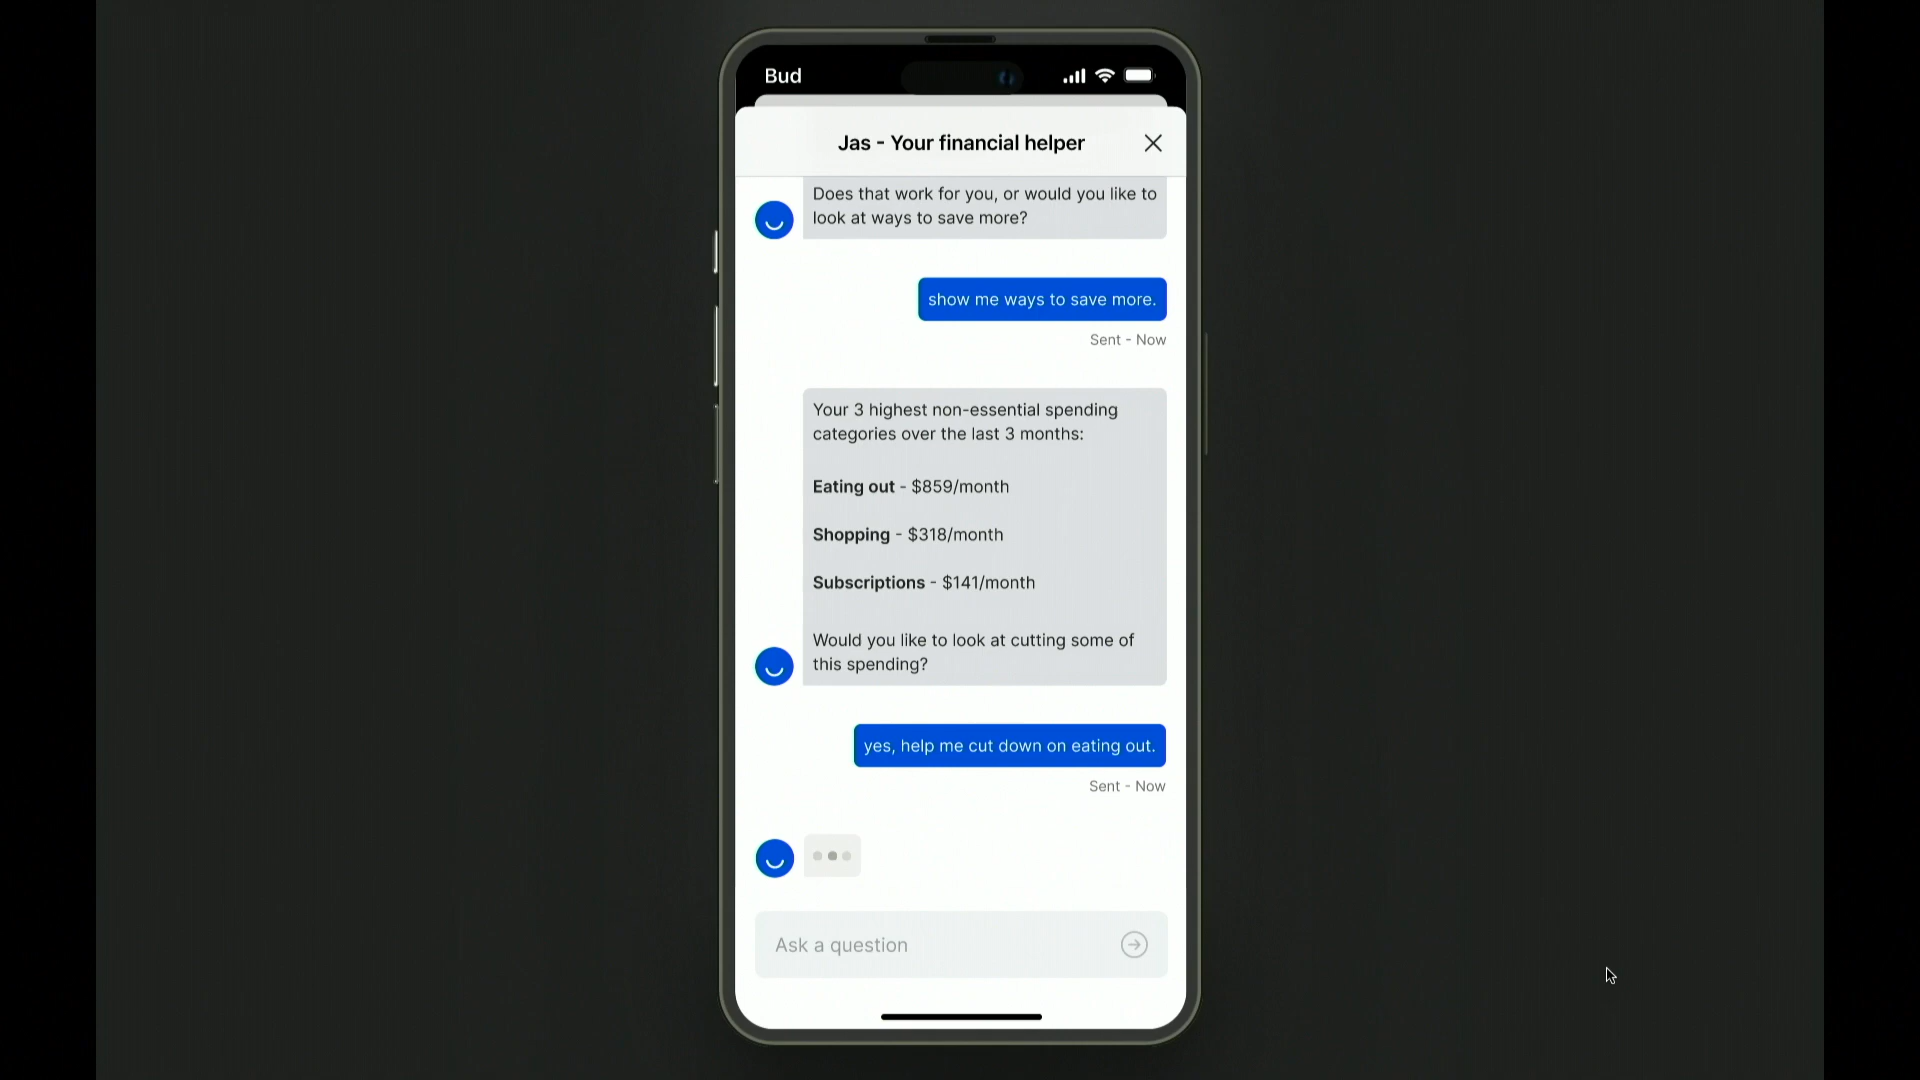 Bud
Jas - Your financial helper
Does that work for you, or would you like to
look at ways to save more?
show me ways to save more.
Sent - Now
Your 3 highest non-essential spending
categories over the last 3 months:
Eating out - $859/month
Shopping - $318/month
Subscriptions - $141/month
Would you like to look at cutting some of
this spending?
yes, help me cut down on eating out.
Sent - Now
Ask a question